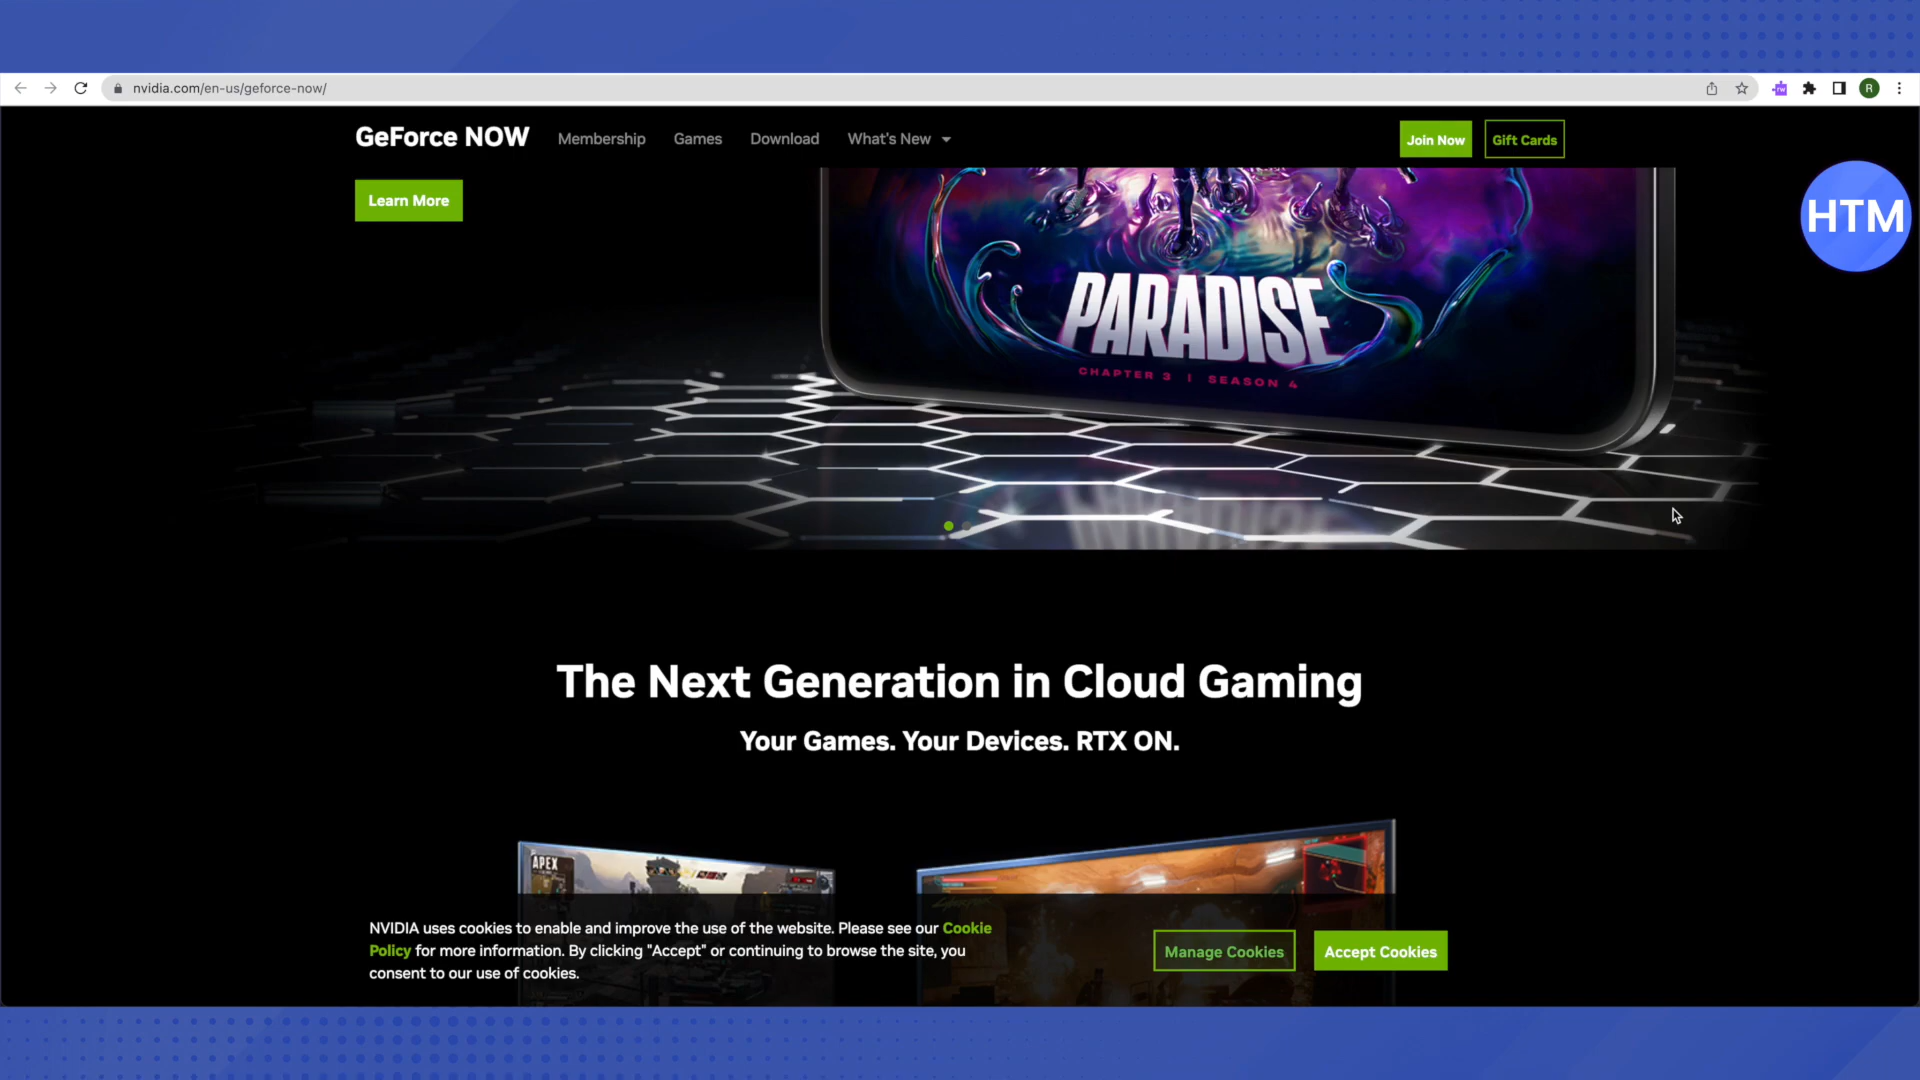 nvidia.com/en-us/geforce-now/
R
GeForce NOW
Membership
Games
Download
What's New
Join Now
Gift Cards
HTM
Learn More
PARADISE
CHAPTER 3 | SEASON 4
The Next Generation in Cloud Gaming
Your Games. Your Devices. RTX ON.
APEX
NVIDIA uses cookies to enable and improve the use of the website. Please see our Cookie
Policy for more information. By clicking "Accept" or continuing to browse the site, you
consent to our use of cookies.
Manage Cookies
Accept Cookies